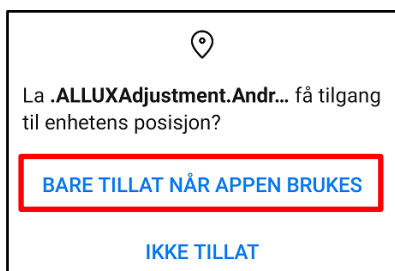 La .ALLUXAdjustment.Andr... få tilgang
til enhetens posisjon?
BARE TILLAT NÅR APPEN BRUKES
IKKE TILLAT